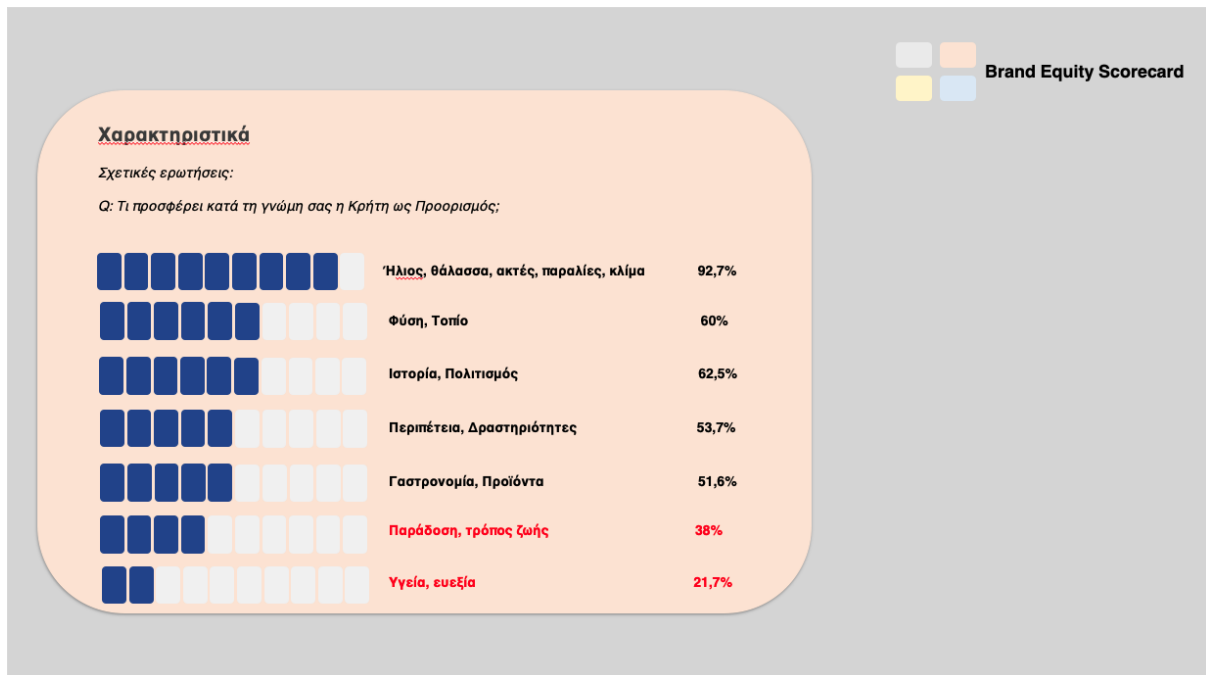 Brand Equity Scorecard
Χαρακτηριστικά
Σχετικές ερωτήσεις:
Q: Τι προσφέρει κατά τη γνώμη σας η Κρήτη ως Προορισμός;
Ήλιος, θάλασσα, ακτές, παραλίες, κλίμα 92,7%
Φύση, Τοπίο 60%
Ιστορία, Πολιτισμός 62,5%
Περιπέτεια, Δραστηριότητες 53,7%
Γαστρονομία, Προϊόντα 51,6%
Παράδοση, τρόπος ζωής 38%
Υγεία, ευεξία 21,7%